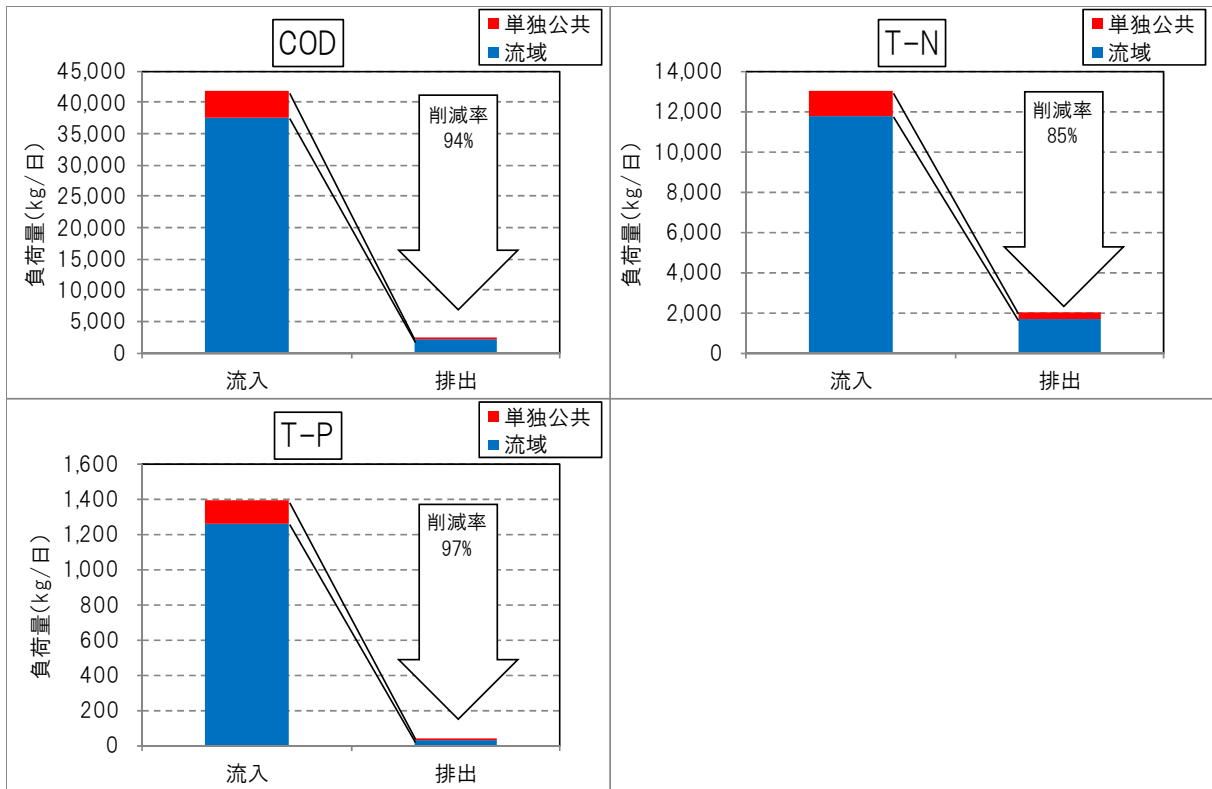 COD
単独公共
流域
負荷量(kg/日)
45,000
40,000
35,000
30,000
25,000
20,000
15,000
10,000
5,000
0
削減率
94%
流入
排出
T-N
単独公共
流域
負荷量(kg/日)
14,000
12,000
10,000
8,000
6,000
4,000
2,000
0
削減率
85%
流入
排出
T-P
単独公共
流域
負荷量(kg/日)
1,600
1,400
1,200
1,000
800
600
400
200
0
削減率
97%
流入
排出